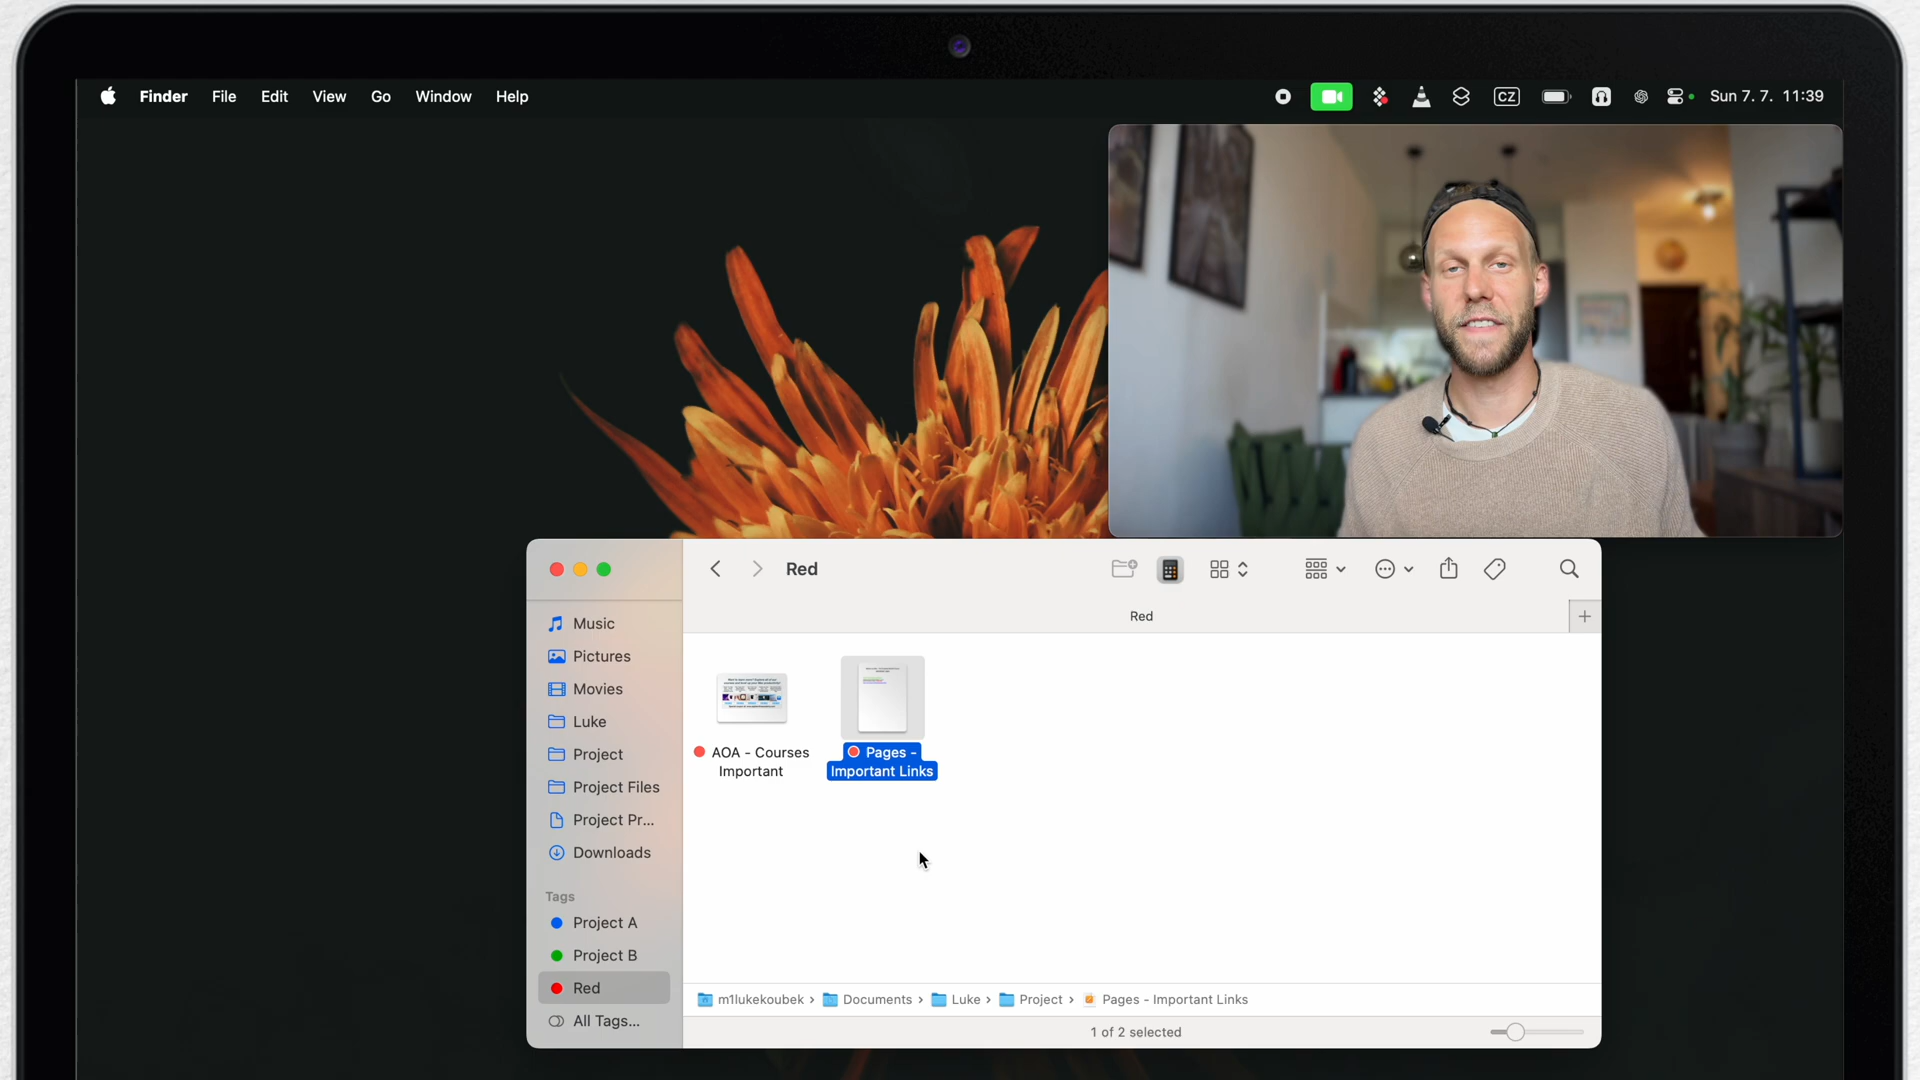 Finder File Edit View Go Window Help
CZ Sun 7. 7. 11:39
Red
Red
Music
Pictures
Movies
Luke
Project
Project Files
Project Pr...
Downloads
Tags
Project A
Project B
Red
All Tags...
AOA - Courses
Important
Pages -
Important Links
m1lukekoubek › Documents › Luke › Project › Pages - Important Links
1 of 2 selected